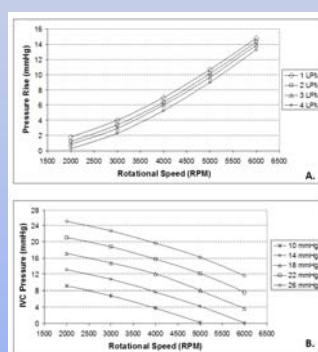 16
14
12
10
8
6
4
2
0
Pressure Rise (mmHg)
1500 2000 2500 3000 3500 4000 4500 5000 5500 6000 6500
Rotational Speed (RPM)
1 LPM
2 LPM
3 LPM
4 LPM
A.
28
24
20
16
12
8
4
0
IVC Pressure (mmHg)
1500 2000 2500 3000 3500 4000 4500 5000 5500 6000 6500
Rotational Speed (RPM)
10 mmHg
14 mmHg
18 mmHg
22 mmHg
26 mmHg
B.